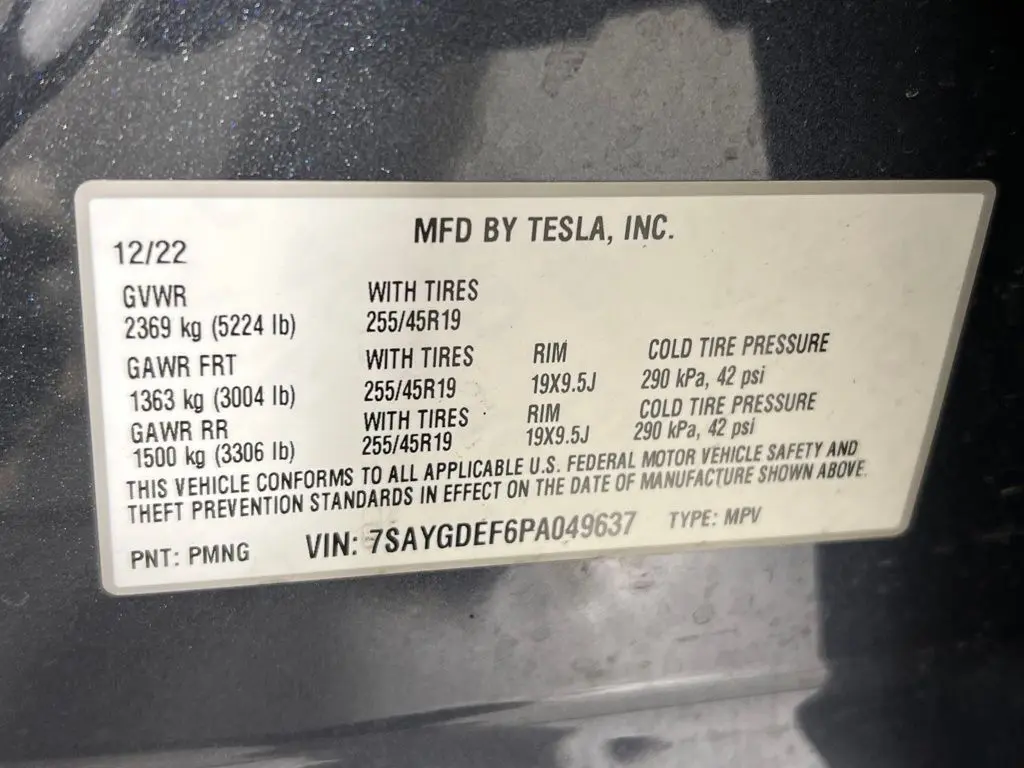 MFD BY TESLA, INC.
12/22
GVWR WITH TIRES
2369 kg (5224 lb) 255/45R19
GAWR FRT WITH TIRES RIM COLD TIRE PRESSURE
1363 kg (3004 lb) 255/45R19 19X9.5J 290 kPa, 42 psi
GAWR RR WITH TIRES RIM COLD TIRE PRESSURE
1500 kg (3306 lb) 255/45R19 19X9.5J 290 kPa, 42 psi
THIS VEHICLE CONFORMS TO ALL APPLICABLE U.S. FEDERAL MOTOR VEHICLE SAFETY AND
THEFT PREVENTION STANDARDS IN EFFECT ON THE DATE OF MANUFACTURE SHOWN ABOVE.
PNT: PMNG VIN: 7SAYGDEF6PA049637 TYPE: MPV